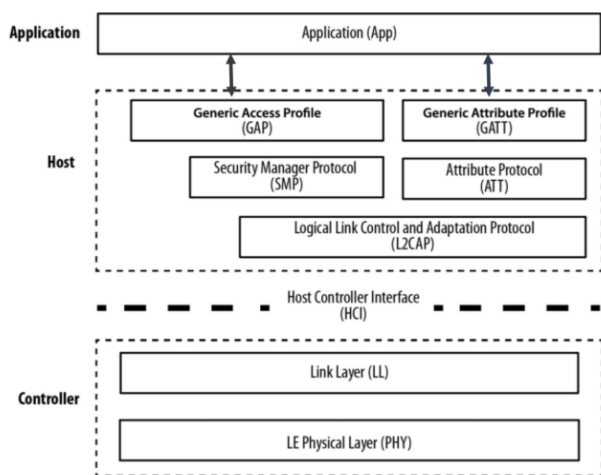 Application
Application (App)
Host
Generic Access Profile
(GAP)
Generic Attribute Profile
(GATT)
Security Manager Protocol
(SMP)
Attribute Protocol
(ATT)
Logical Link Control and Adaptation Protocol
(L2CAP)
Host Controller Interface
(HCI)
Controller
Link Layer (LL)
LE Physical Layer (PHY)